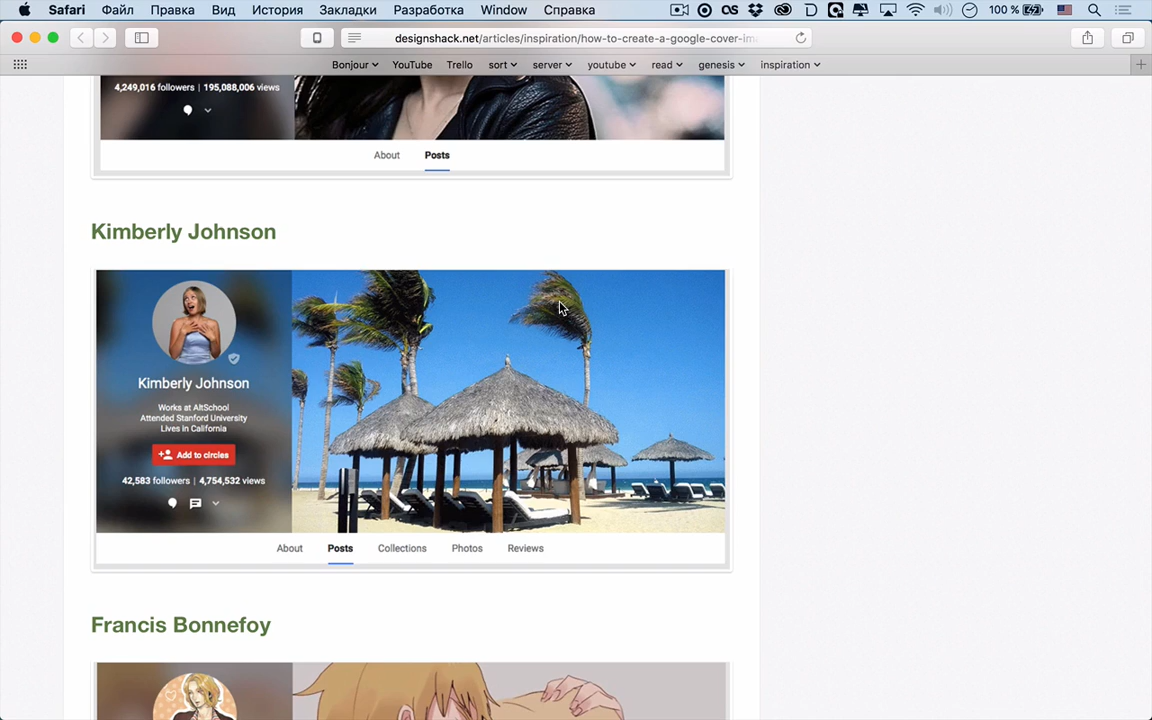 Safari Файл Правка Вид История Закладки Разработка Window Справка 100 %
designshack.net/articles/inspiration/how-to-create-a-google-cover-im
Bonjour YouTube Trello sort server youtube read genesis inspiration
4,249,016 followers | 195,088,006 views
About Posts
Kimberly Johnson
Kimberly Johnson
Works at AltSchool
Attended Stanford University
Lives in California
Add to circles
42,583 followers | 4,754,532 views
About Posts Collections Photos Reviews
Francis Bonnefoy